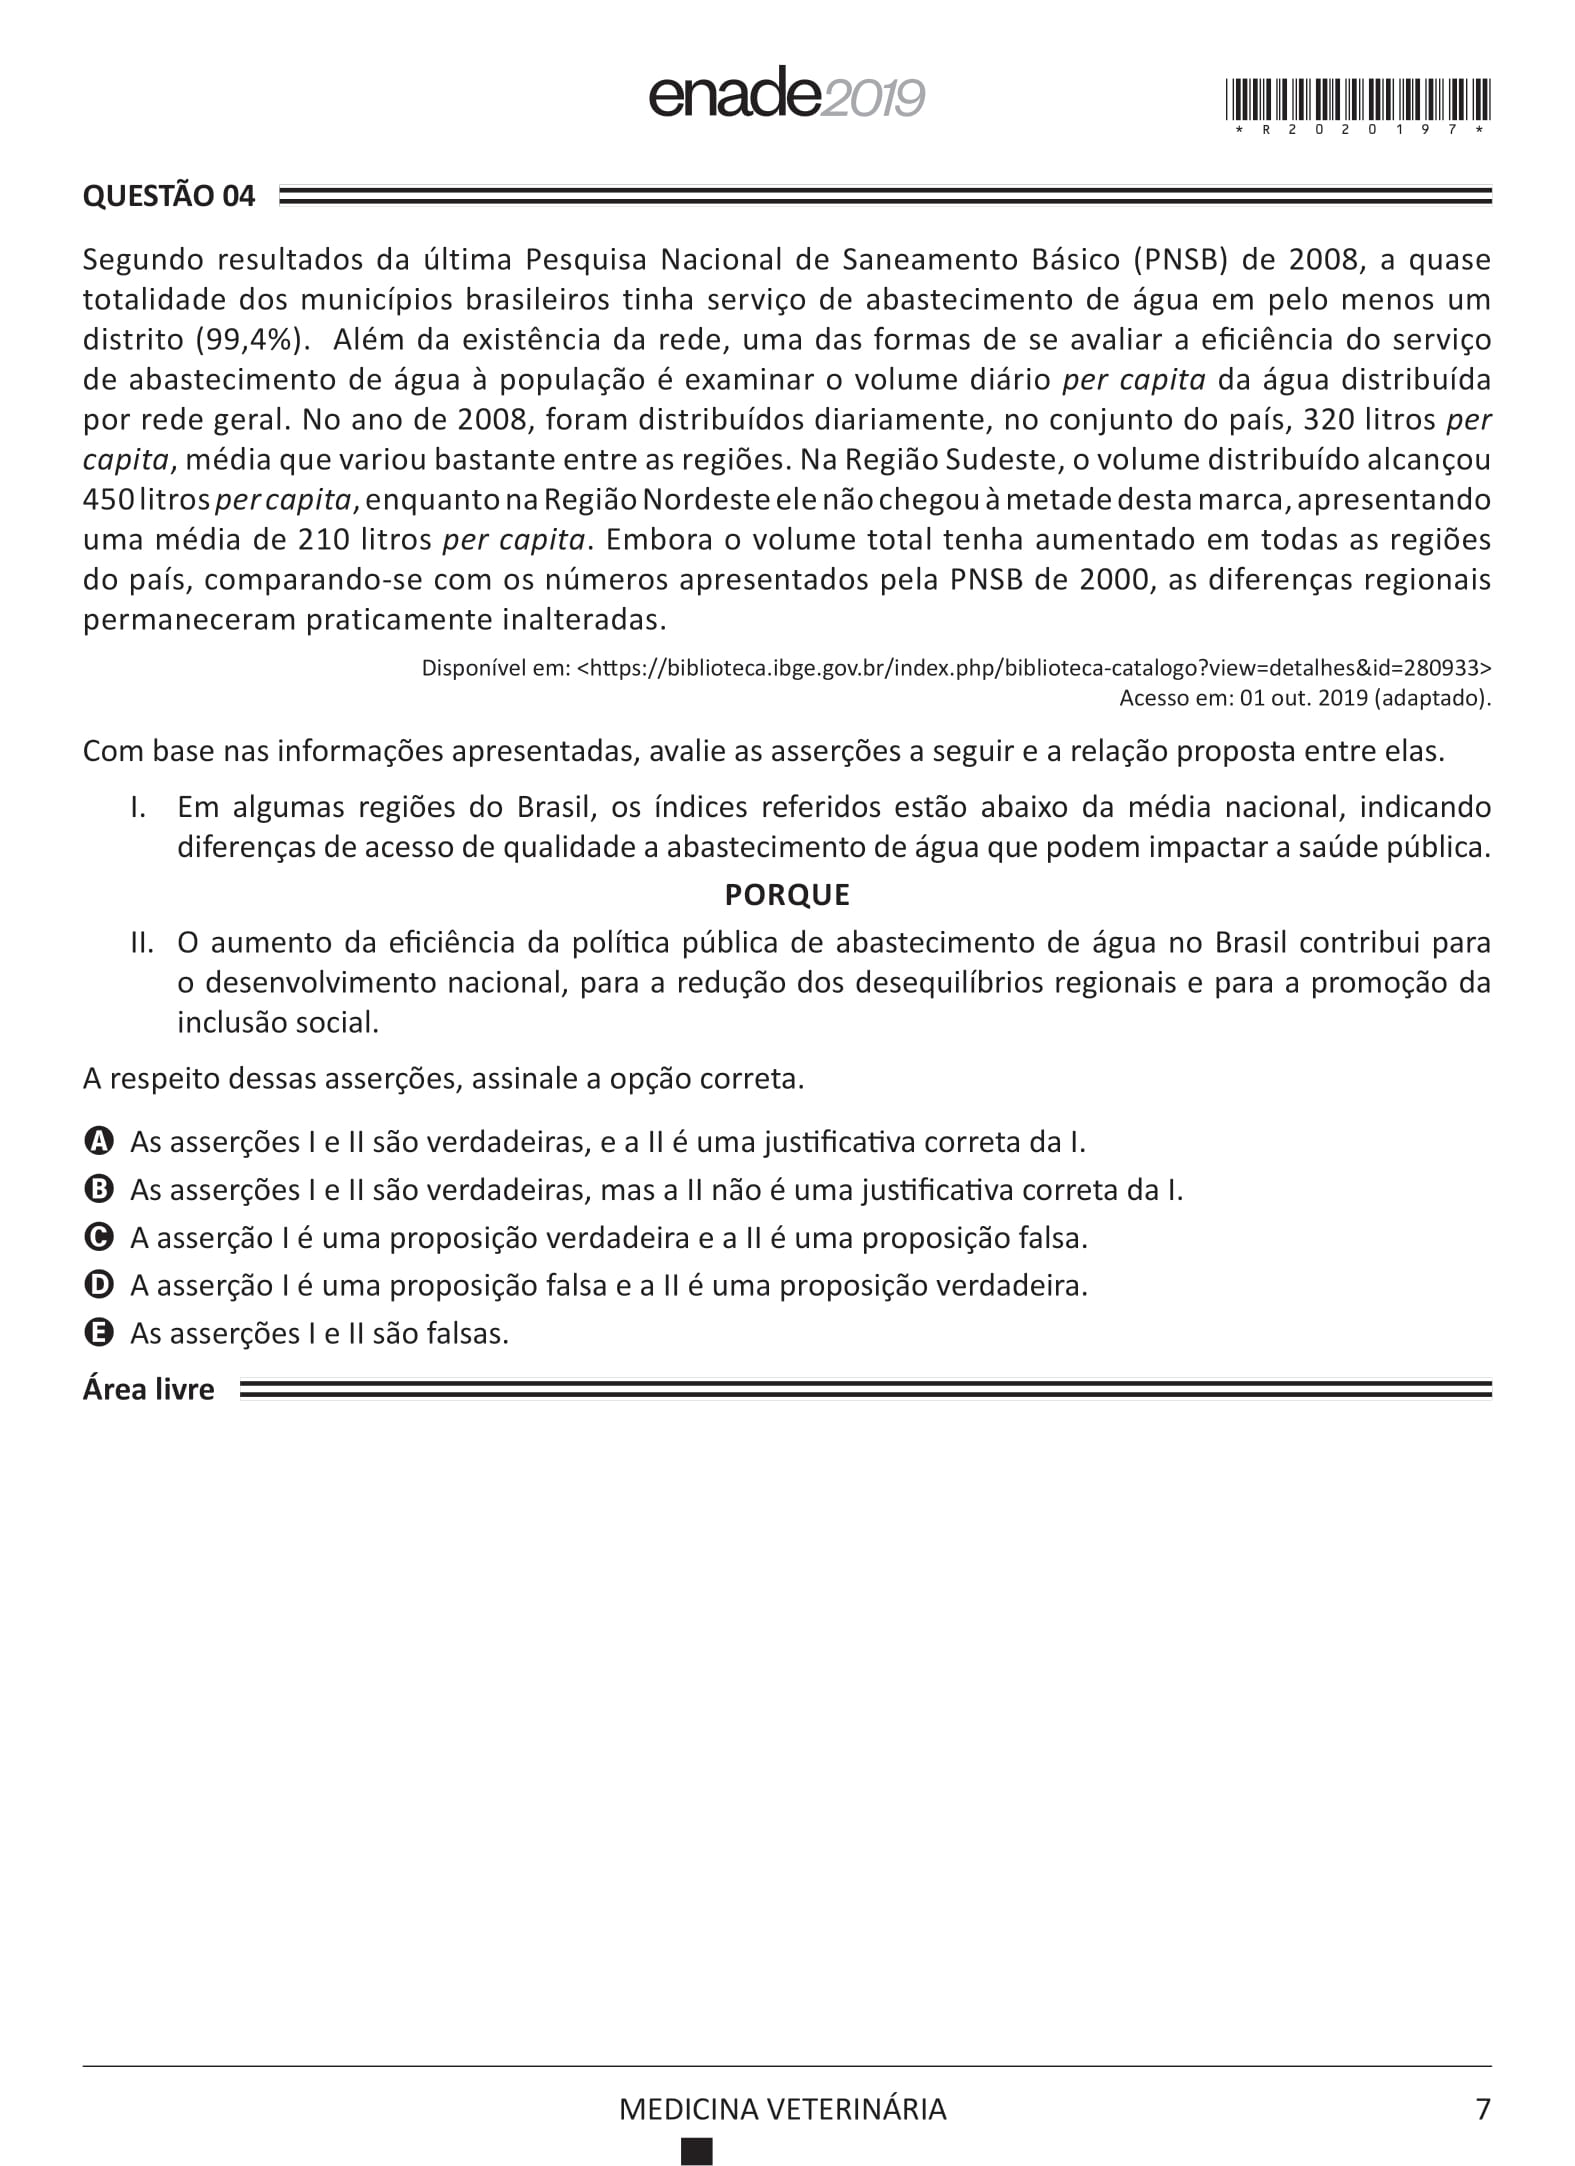 enade2019
*R2020197*
QUESTÃO 04
Segundo resultados da última Pesquisa Nacional de Saneamento Básico (PNSB) de 2008, a quase
totalidade dos municípios brasileiros tinha serviço de abastecimento de água em pelo menos um
distrito (99,4%). Além da existência da rede, uma das formas de se avaliar a eficiência do serviço
de abastecimento de água à população é examinar o volume diário per capita da água distribuída
por rede geral. No ano de 2008, foram distribuídos diariamente, no conjunto do país, 320 litros per
capita, média que variou bastante entre as regiões. Na Região Sudeste, o volume distribuído alcançou
450 litros per capita, enquanto na Região Nordeste ele não chegou à metade desta marca, apresentando
uma média de 210 litros per capita. Embora o volume total tenha aumentado em todas as regiões
do país, comparando-se com os números apresentados pela PNSB de 2000, as diferenças regionais
permaneceram praticamente inalteradas.
Disponível em: <https://biblioteca.ibge.gov.br/index.php/biblioteca-catalogo?view=detalhes&id=280933>
Acesso em: 01 out. 2019 (adaptado).
Com base nas informações apresentadas, avalie as asserções a seguir e a relação proposta entre elas.
I. Em algumas regiões do Brasil, os índices referidos estão abaixo da média nacional, indicando
diferenças de acesso de qualidade a abastecimento de água que podem impactar a saúde pública.
PORQUE
II. O aumento da eficiência da política pública de abastecimento de água no Brasil contribui para
o desenvolvimento nacional, para a redução dos desequilíbrios regionais e para a promoção da
inclusão social.
A respeito dessas asserções, assinale a opção correta.
A As asserções I e II são verdadeiras, e a II é uma justificativa correta da I.
B As asserções I e II são verdadeiras, mas a II não é uma justificativa correta da I.
C A asserção I é uma proposição verdadeira e a II é uma proposição falsa.
D A asserção I é uma proposição falsa e a II é uma proposição verdadeira.
E As asserções I e II são falsas.
Área livre
MEDICINA VETERINÁRIA
7